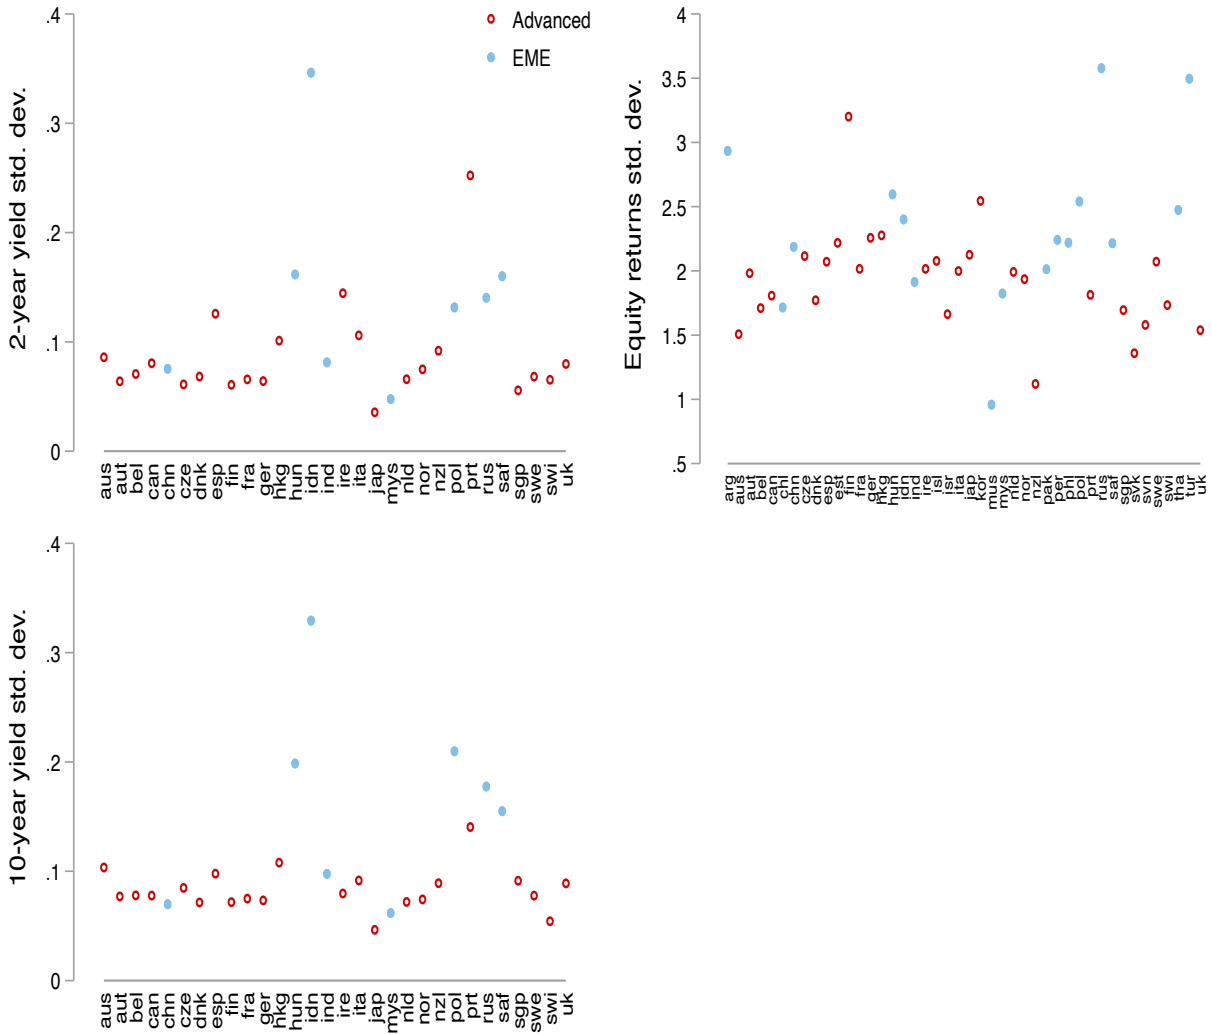 2-year yield std. dev.
.4
.3
.2
.1
0
Advanced
EME
aus aut bel can chn cze dnk esp fin fra ger hkg hun idn ind ire ita jap mys nld nor nzl pol prt rus saf sgp swe swi uk
Equity returns std. dev.
4
3.5
3
2.5
2
1.5
1
.5
arg aus aut bel can chl chn cze dnk esp est fin fra ger hkg hun idn ind ire isl isr ita jap kor mus mys nld nor nzl pak per phl pol prt rus saf sgp svk svn swe swi tha tur uk
10-year yield std. dev.
.4
.3
.2
.1
0
aus aut bel can chn cze dnk esp fin fra ger hkg hun idn ind ire ita jap mys nld nor nzl pol prt rus saf sgp swe swi uk